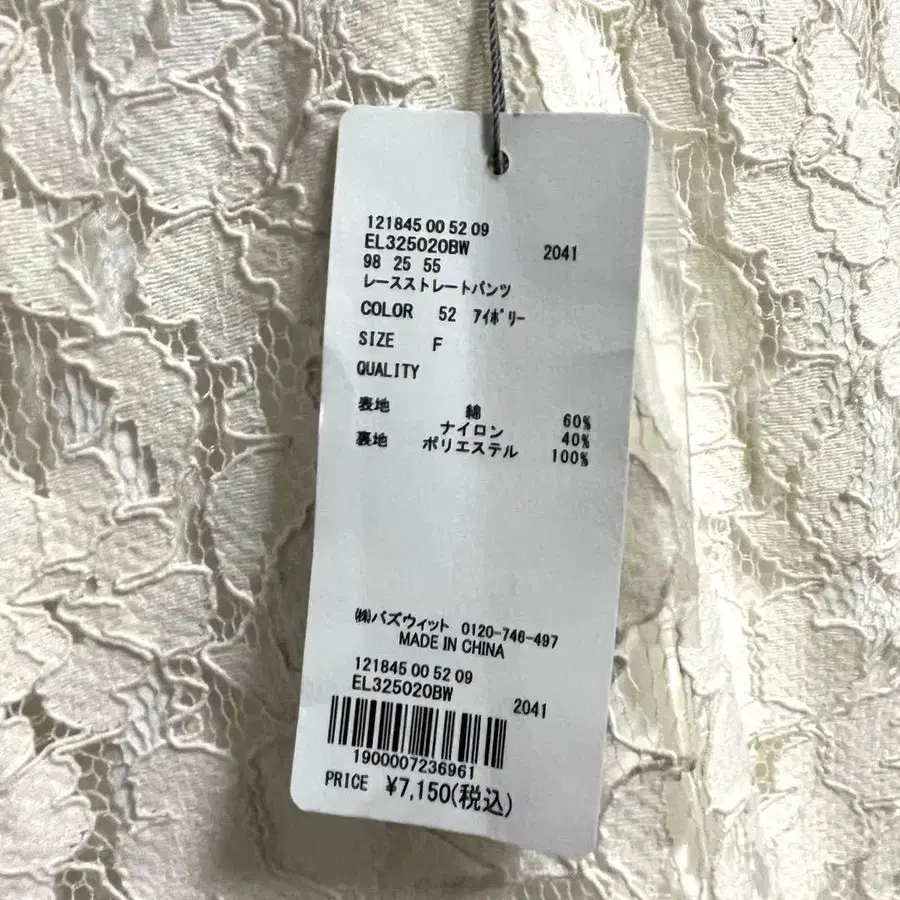 121845 00 52 09
EL325020BW 2041
98 25 55
レースストレートパンツ
COLOR 52 ｱｲﾎﾞﾘｰ
SIZE F
QUALITY
表地 綿 60%
ナイロン 40%
裏地 ポリエステル 100%
㈱バズウィット 0120-746-497
MADE IN CHINA
121845 00 52 09
EL325020BW 2041
1900007236961
PRICE ¥7,150(税込)